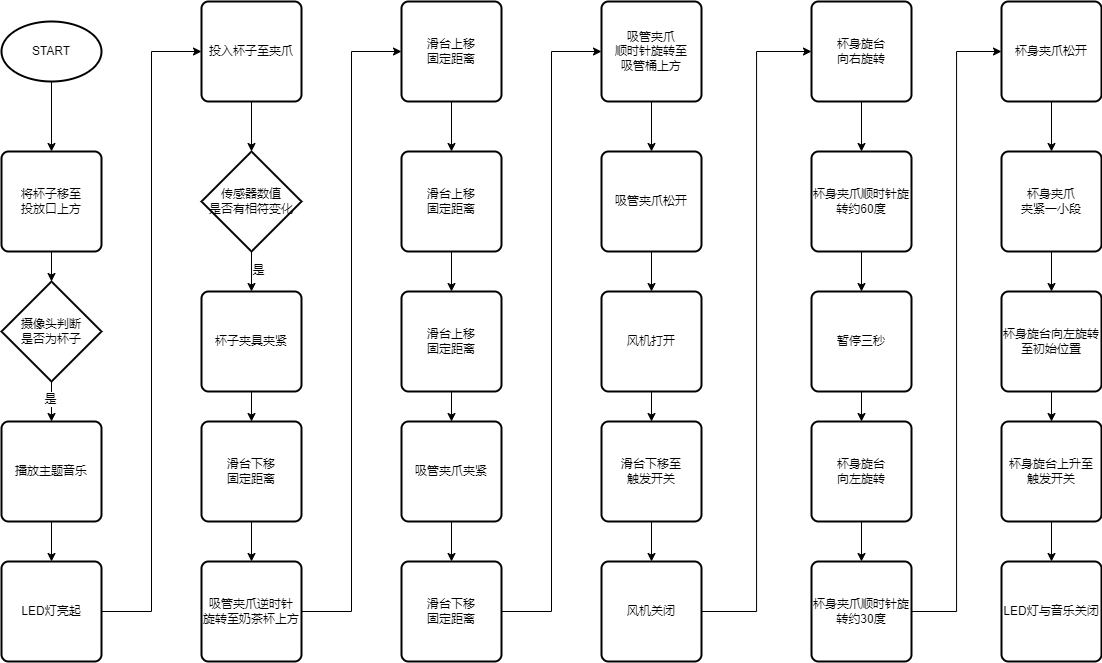 START
将杯子移至
投放口上方
摄像头判断
是否为杯子
是
播放主题音乐
LED灯亮起
投入杯子至夹爪
传感器数值
是否有相符变化
是
杯子夹具夹紧
滑台下移
固定距离
吸管夹爪逆时针
旋转至奶茶杯上方
滑台上移
固定距离
滑台上移
固定距离
滑台上移
固定距离
吸管夹爪夹紧
滑台下移
固定距离
吸管夹爪
顺时针旋转至
吸管桶上方
吸管夹爪松开
风机打开
滑台下移至
触发开关
风机关闭
杯身旋台
向右旋转
杯身夹爪顺时针旋
转约60度
暂停三秒
杯身旋台
向左旋转
杯身夹爪顺时针旋
转约30度
杯身夹爪松开
杯身夹爪
夹紧一小段
杯身旋台向左旋转
至初始位置
杯身旋台上升至
触发开关
LED灯与音乐关闭